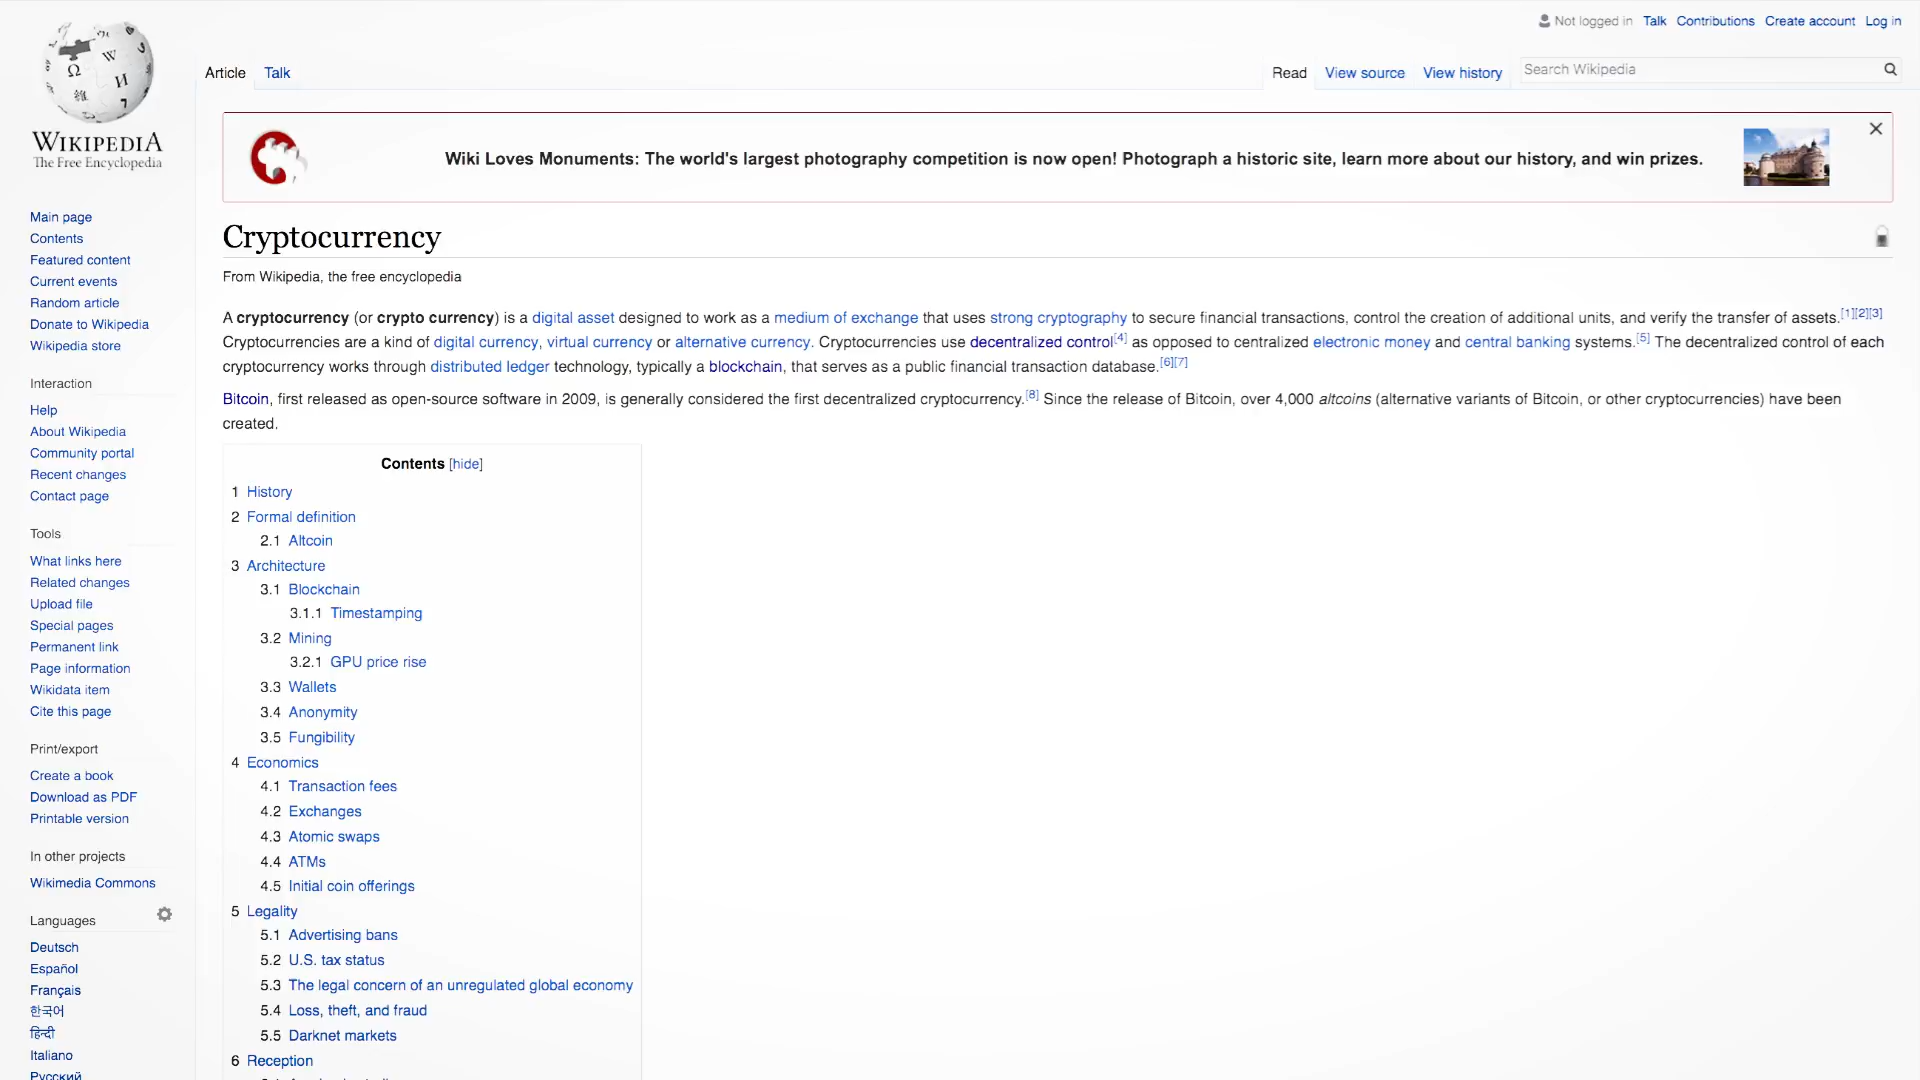 Not logged in Talk Contributions Create account Log in
Article Talk Read View source View history Search Wikipedia
WIKIPEDIA
The Free Encyclopedia
Wiki Loves Monuments: The world's largest photography competition is now open! Photograph a historic site, learn more about our history, and win prizes.
Main page
Contents
Featured content
Current events
Random article
Donate to Wikipedia
Wikipedia store
Interaction
Help
About Wikipedia
Community portal
Recent changes
Contact page
Tools
What links here
Related changes
Upload file
Special pages
Permanent link
Page information
Wikidata item
Cite this page
Print/export
Create a book
Download as PDF
Printable version
In other projects
Wikimedia Commons
Languages
Deutsch
Español
Français
한국어
हिन्दी
Italiano
Русский
Cryptocurrency
From Wikipedia, the free encyclopedia
A cryptocurrency (or crypto currency) is a digital asset designed to work as a medium of exchange that uses strong cryptography to secure financial transactions, control the creation of additional units, and verify the transfer of assets.[1][2][3]
Cryptocurrencies are a kind of digital currency, virtual currency or alternative currency. Cryptocurrencies use decentralized control[4] as opposed to centralized electronic money and central banking systems.[5] The decentralized control of each
cryptocurrency works through distributed ledger technology, typically a blockchain, that serves as a public financial transaction database.[6][7]
Bitcoin, first released as open-source software in 2009, is generally considered the first decentralized cryptocurrency.[8] Since the release of Bitcoin, over 4,000 altcoins (alternative variants of Bitcoin, or other cryptocurrencies) have been
created.
Contents [hide]
1 History
2 Formal definition
2.1 Altcoin
3 Architecture
3.1 Blockchain
3.1.1 Timestamping
3.2 Mining
3.2.1 GPU price rise
3.3 Wallets
3.4 Anonymity
3.5 Fungibility
4 Economics
4.1 Transaction fees
4.2 Exchanges
4.3 Atomic swaps
4.4 ATMs
4.5 Initial coin offerings
5 Legality
5.1 Advertising bans
5.2 U.S. tax status
5.3 The legal concern of an unregulated global economy
5.4 Loss, theft, and fraud
5.5 Darknet markets
6 Reception